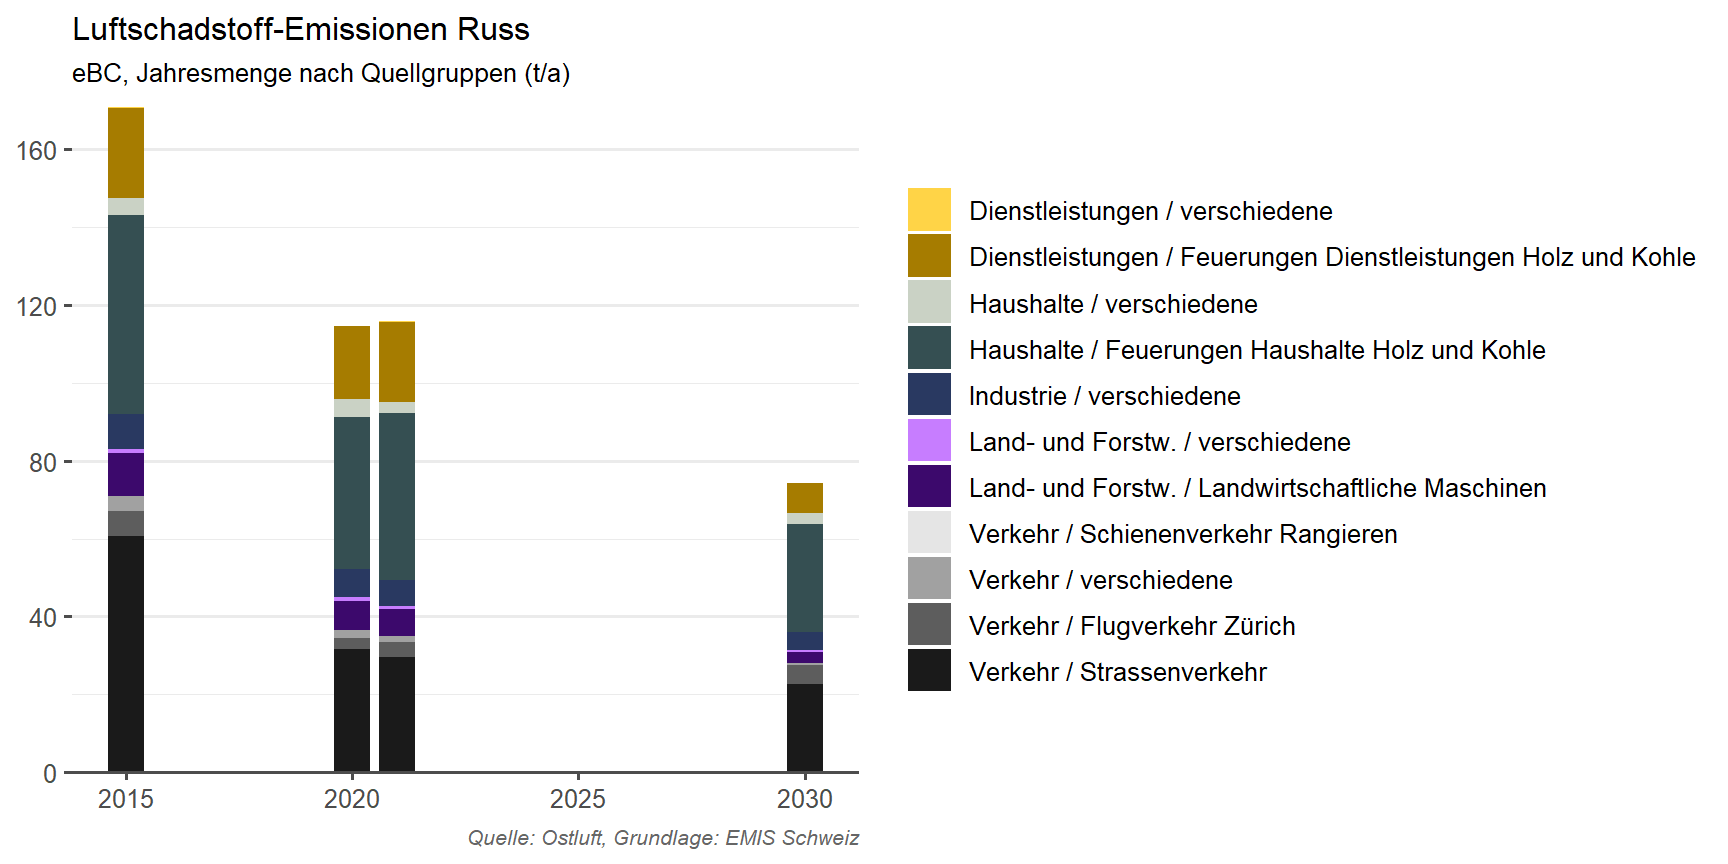 Luftschadstoff-Emissionen Russ
eBC, Jahresmenge nach Quellgruppen (t/a)
160
120
80
40
0
2015 2020 2025 2030
Quelle: Ostluft, Grundlage: EMIS Schweiz
Dienstleistungen / verschiedene
Dienstleistungen / Feuerungen Dienstleistungen Holz und Kohle
Haushalte / verschiedene
Haushalte / Feuerungen Haushalte Holz und Kohle
Industrie / verschiedene
Land- und Forstw. / verschiedene
Land- und Forstw. / Landwirtschaftliche Maschinen
Verkehr / Schienenverkehr Rangieren
Verkehr / verschiedene
Verkehr / Flugverkehr Zürich
Verkehr / Strassenverkehr